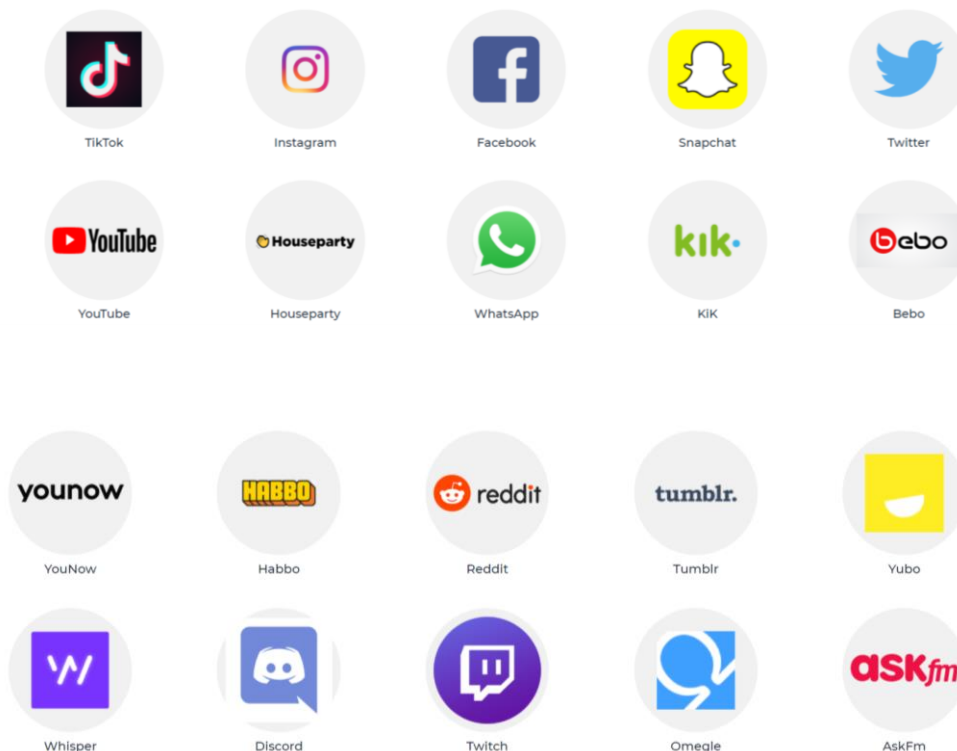 TikTok Instagram Facebook Snapchat Twitter
YouTube Houseparty kik. bebo
YouTube Houseparty WhatsApp KiK Bebo
younow HABBO reddit tumblr.
YouNow Habbo Reddit Tumblr Yubo
ASKfm
Whisper Discord Twitch Omegle AskFm